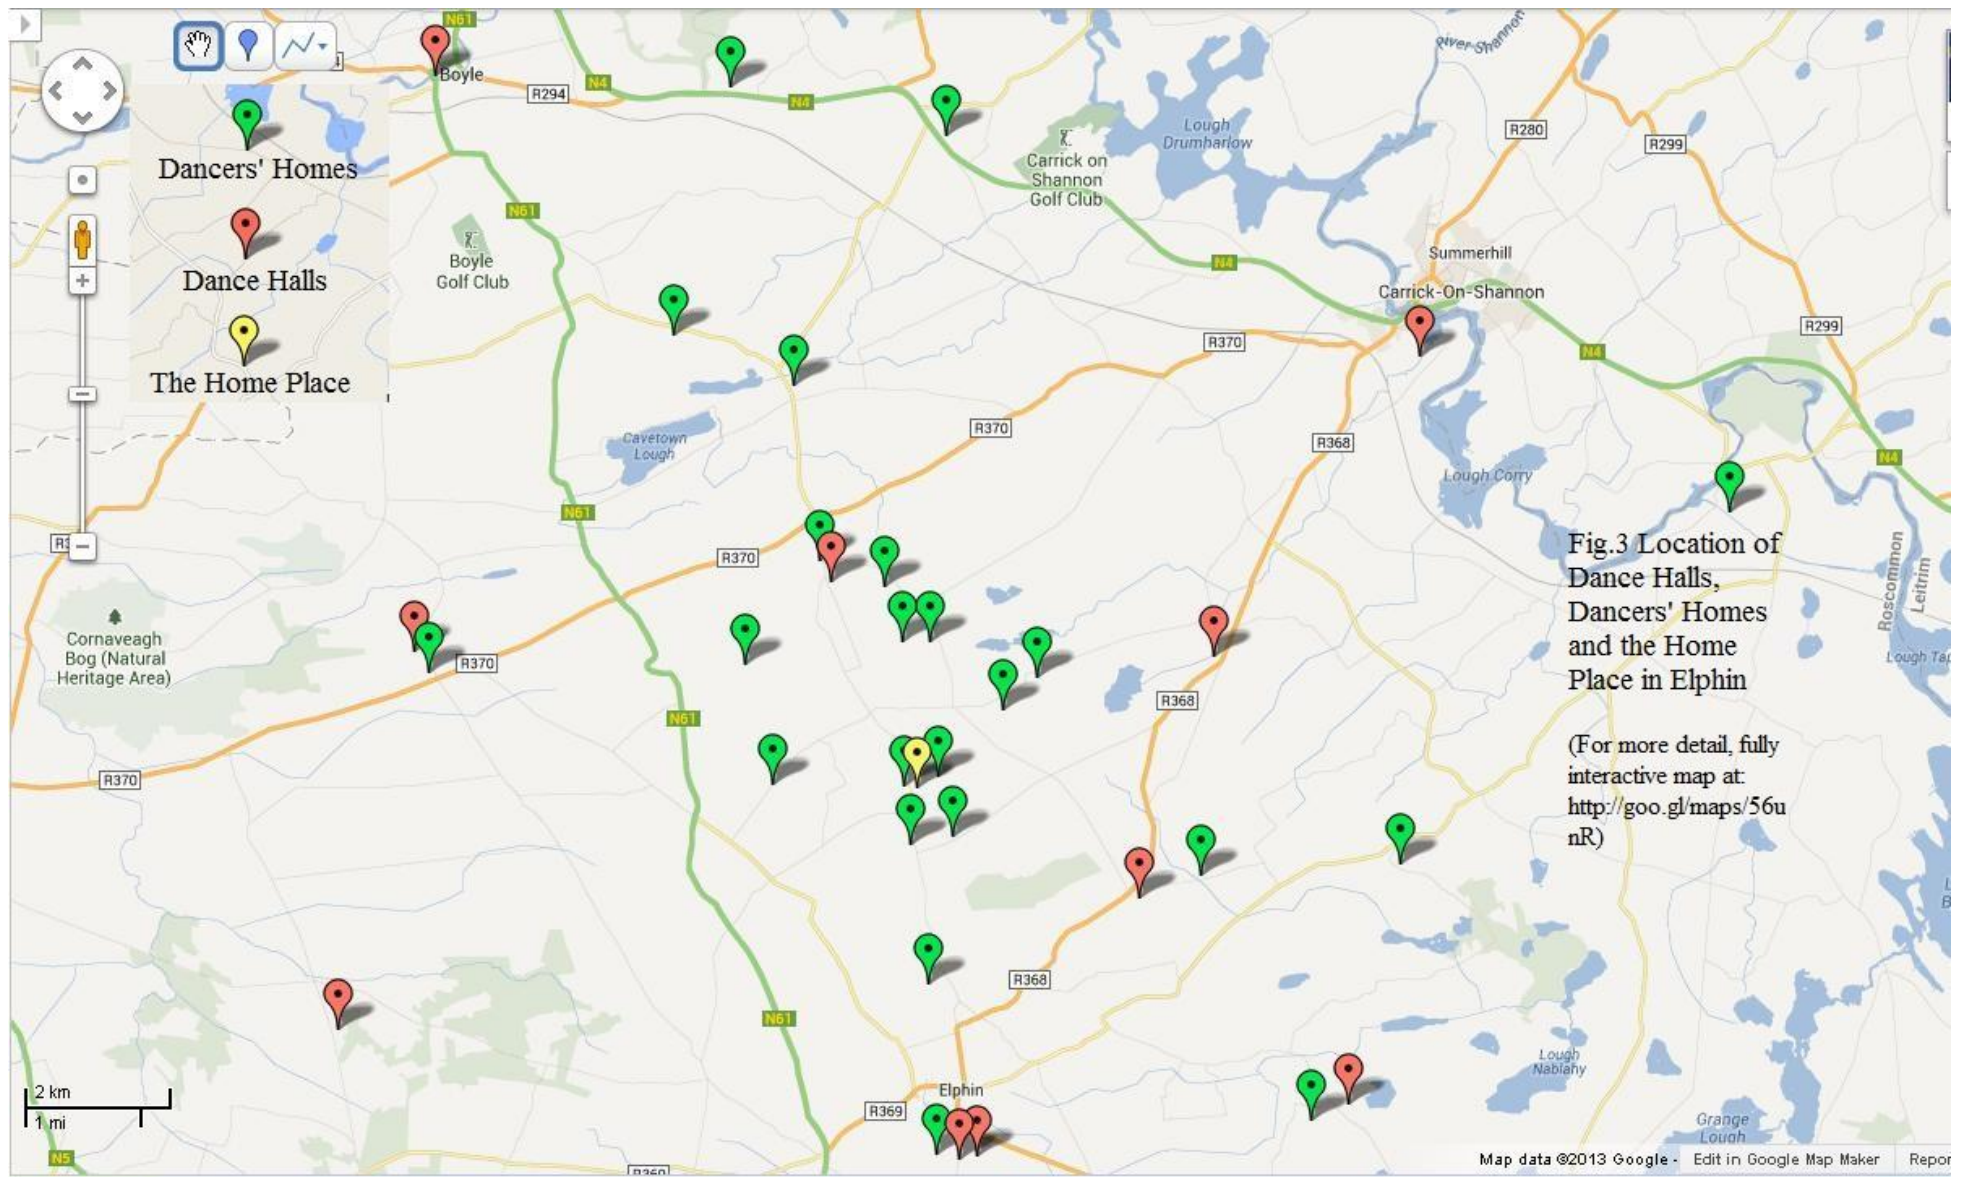 N61
Boyle
R294
N4
N4
Dancers' Homes
Dance Halls
The Home Place
River Shannon
Lough
Drumharlow
R280
R299
Carrick on
Shannon
Golf Club
N61
Boyle
Golf Club
N4
Summerhill
Carrick-On-Shannon
R299
R370
N4
R370
R368
Cavetown
Lough
Lough Corry
N4
N61
R370
Cornaveagh
Bog (Natural
Heritage Area)
R370
R370
N61
R368
Roscommon
Leitrim
Fig.3 Location of
Dance Halls,
Dancers' Homes
and the Home
Place in Elphin
(For more detail, fully
interactive map at:
http://goo.gl/maps/56u
nR)
R368
N61
Elphin
R369
Lough
Nablahy
Grange
Lough
2 km
1 mi
N5
Map data ©2013 Google -
Edit in Google Map Maker